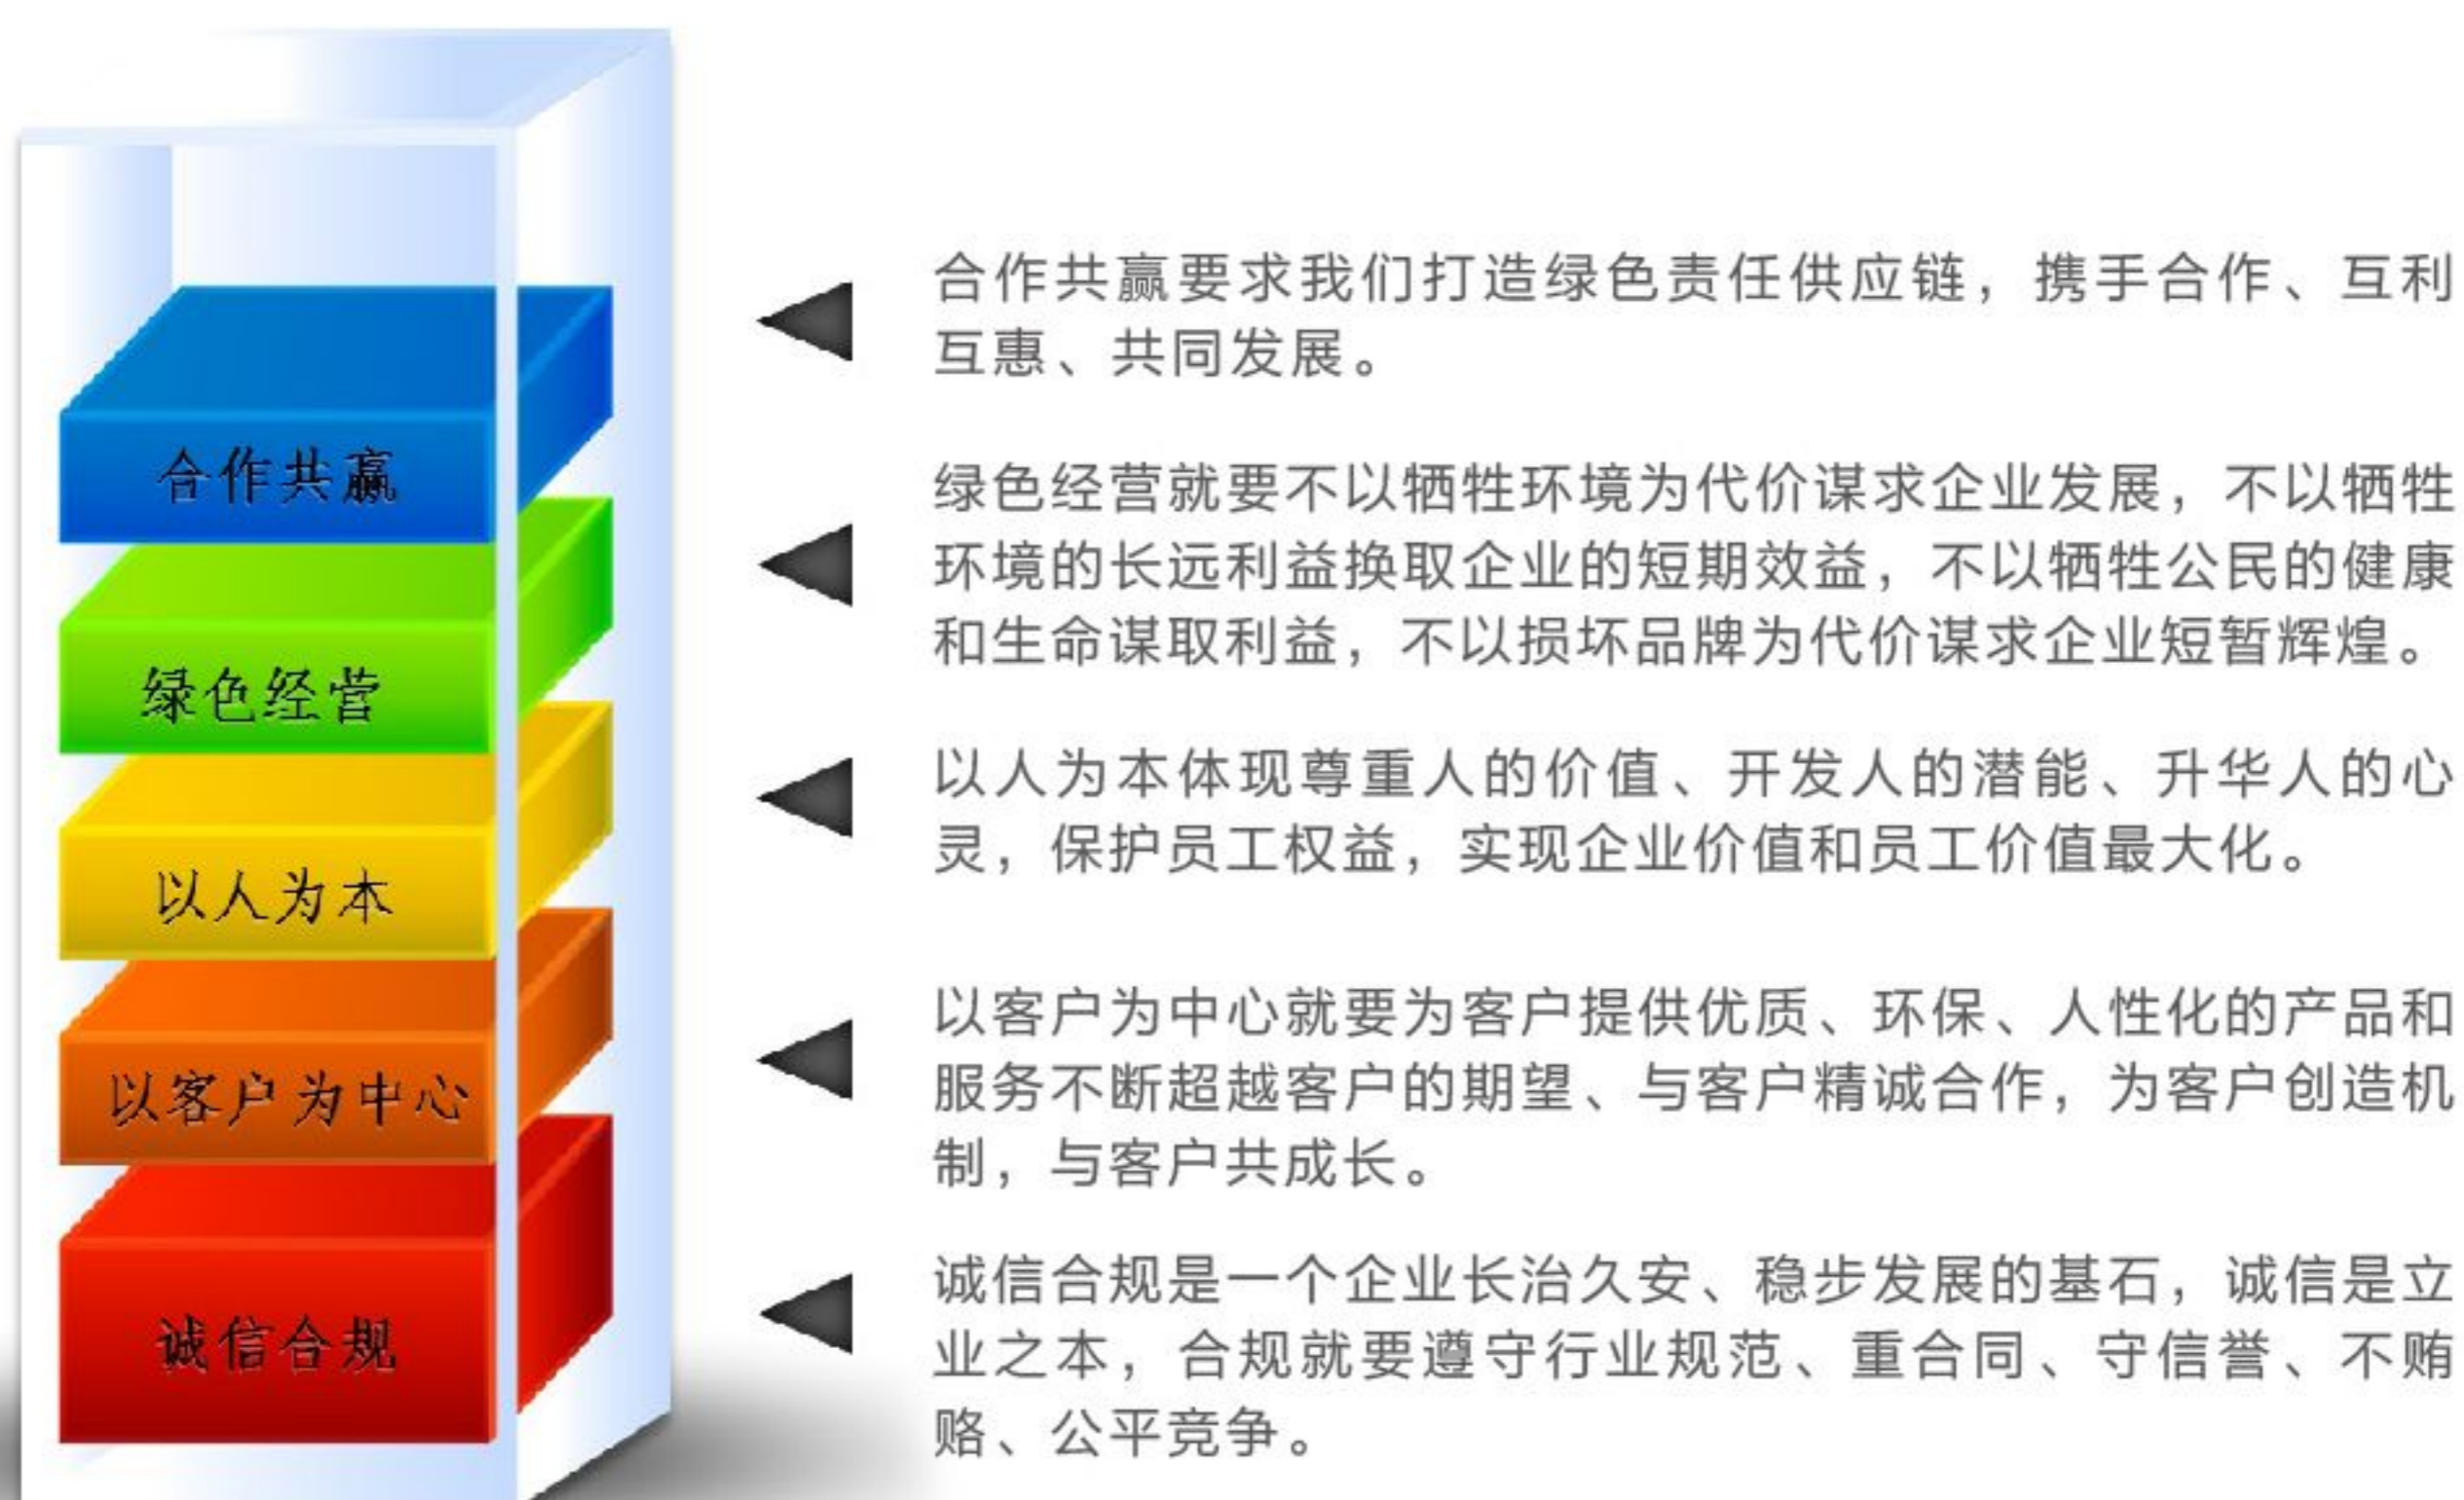 合作共赢
合作共赢要求我们打造绿色责任供应链，携手合作、互利
互惠、共同发展。
绿色经营
绿色经营就要不以牺牲环境为代价谋求企业发展，不以牺牲
环境的长远利益换取企业的短期效益，不以牺牲公民的健康
和生命谋取利益，不以损坏品牌为代价谋求企业短暂辉煌。
以人为本
以人为本体现尊重人的价值、开发人的潜能、升华人的心
灵，保护员工权益，实现企业价值和员工价值最大化。
以客户为中心
以客户为中心就要为客户提供优质、环保、人性化的产品和
服务不断超越客户的期望、与客户精诚合作，为客户创造机
制，与客户共成长。
诚信合规
诚信合规是一个企业长治久安、稳步发展的基石，诚信是立
业之本，合规就要遵守行业规范、重合同、守信誉、不贿
赂、公平竞争。